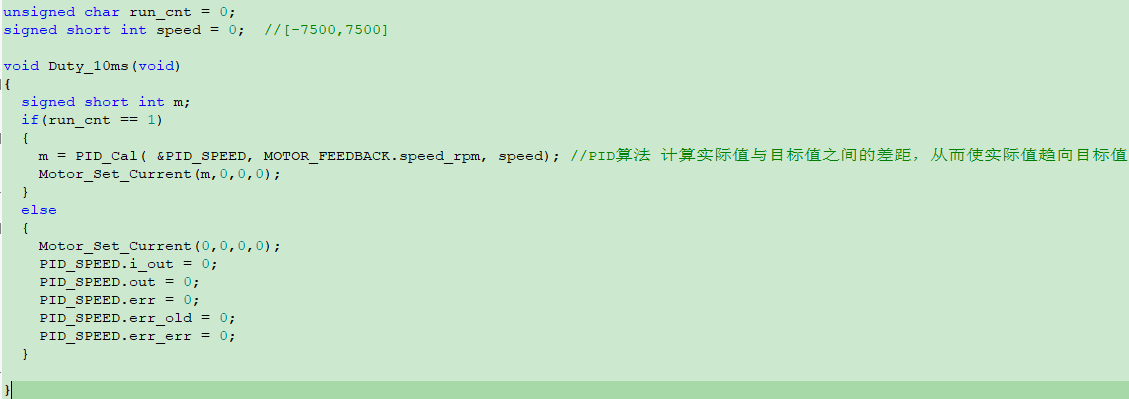 unsigned char run_cnt = 0;
signed short int speed = 0;  //[-7500,7500]
void Duty_10ms(void)
{
signed short int m;
if(run_cnt == 1)
{
m = PID_Cal( &PID_SPEED, MOTOR_FEEDBACK.speed_rpm, speed); //PID算法 计算实际值与目标值之间的差距，从而使实际值趋向目标值
Motor_Set_Current(m,0,0,0);
}
else
{
Motor_Set_Current(0,0,0,0);
PID_SPEED.i_out = 0;
PID_SPEED.out = 0;
PID_SPEED.err = 0;
PID_SPEED.err_old = 0;
PID_SPEED.err_err = 0;
}
}